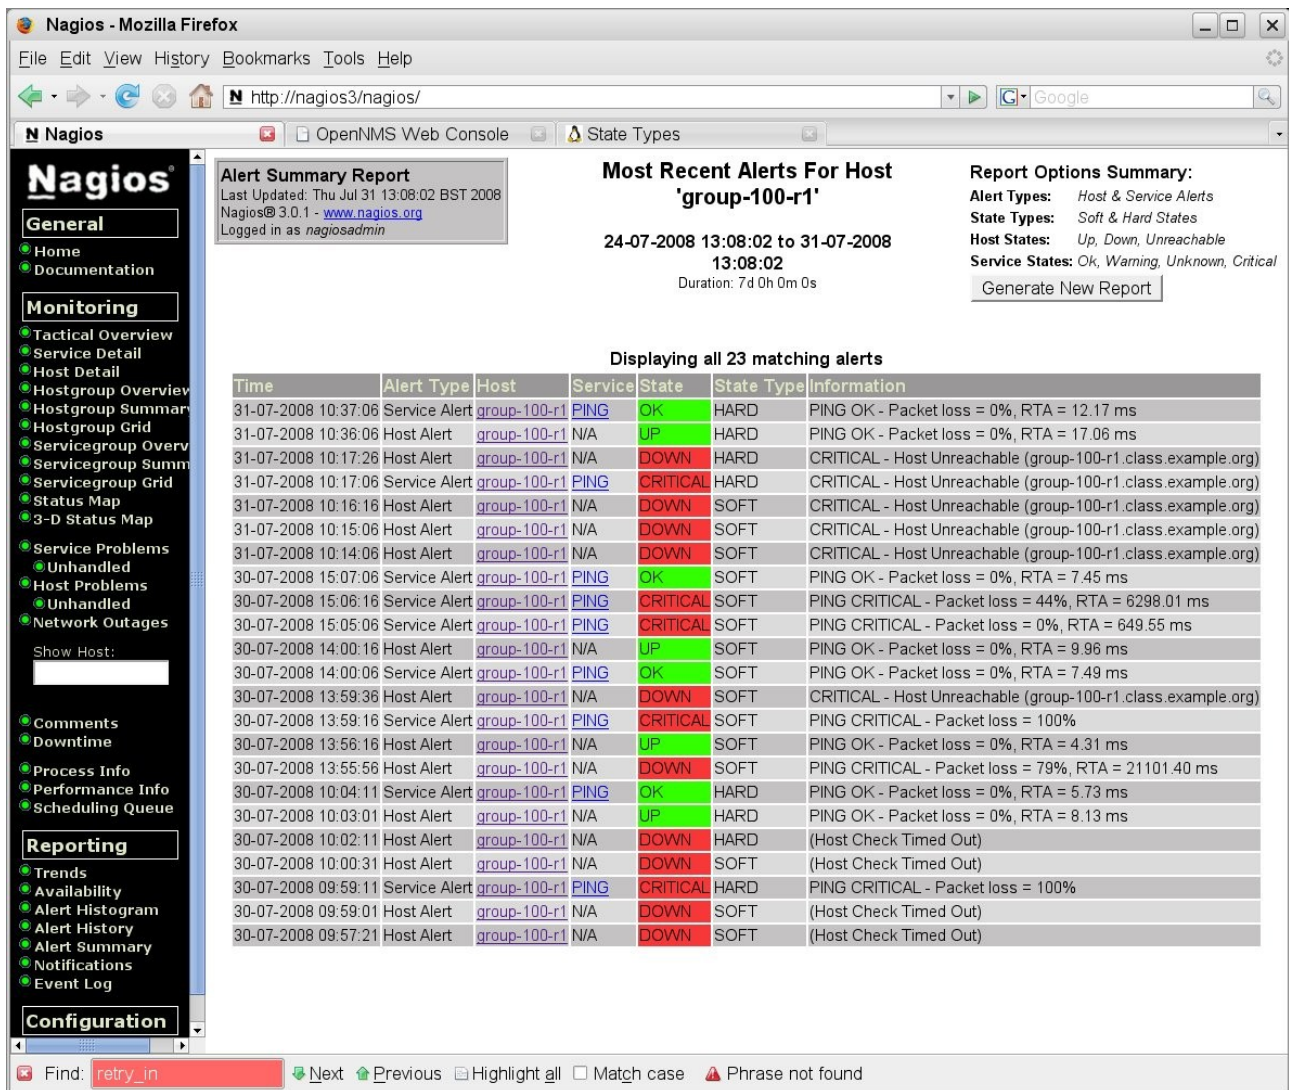 Nagios - Mozilla Firefox
File Edit View History Bookmarks Tools Help
N http://nagios3/nagios/
G Google
N Nagios
OpenNMS Web Console
State Types
Nagios®
General
Home
Documentation
Monitoring
Tactical Overview
Service Detail
Host Detail
Hostgroup Overview
Hostgroup Summary
Hostgroup Grid
Servicegroup Overv
Servicegroup Summ
Servicegroup Grid
Status Map
3-D Status Map
Service Problems
Unhandled
Host Problems
Unhandled
Network Outages
Show Host:
Comments
Downtime
Process Info
Performance Info
Scheduling Queue
Reporting
Trends
Availability
Alert Histogram
Alert History
Alert Summary
Notifications
Event Log
Configuration
Alert Summary Report
Last Updated: Thu Jul 31 13:08:02 BST 2008
Nagios® 3.0.1 - www.nagios.org
Logged in as nagiosadmin
Most Recent Alerts For Host
'group-100-r1'
24-07-2008 13:08:02 to 31-07-2008
13:08:02
Duration: 7d 0h 0m 0s
Report Options Summary:
Alert Types: Host & Service Alerts
State Types: Soft & Hard States
Host States: Up, Down, Unreachable
Service States: Ok, Warning, Unknown, Critical
Generate New Report
Displaying all 23 matching alerts
Time Alert Type Host Service State State Type Information
31-07-2008 10:37:06 Service Alert group-100-r1 PING OK HARD PING OK - Packet loss = 0%, RTA = 12.17 ms
31-07-2008 10:36:06 Host Alert group-100-r1 N/A UP HARD PING OK - Packet loss = 0%, RTA = 17.06 ms
31-07-2008 10:17:26 Host Alert group-100-r1 N/A DOWN HARD CRITICAL - Host Unreachable (group-100-r1.class.example.org)
31-07-2008 10:17:06 Service Alert group-100-r1 PING CRITICAL HARD CRITICAL - Host Unreachable (group-100-r1.class.example.org)
31-07-2008 10:16:16 Host Alert group-100-r1 N/A DOWN SOFT CRITICAL - Host Unreachable (group-100-r1.class.example.org)
31-07-2008 10:15:06 Host Alert group-100-r1 N/A DOWN SOFT CRITICAL - Host Unreachable (group-100-r1.class.example.org)
31-07-2008 10:14:06 Host Alert group-100-r1 N/A DOWN SOFT CRITICAL - Host Unreachable (group-100-r1.class.example.org)
30-07-2008 15:07:06 Service Alert group-100-r1 PING OK SOFT PING OK - Packet loss = 0%, RTA = 7.45 ms
30-07-2008 15:06:16 Service Alert group-100-r1 PING CRITICAL SOFT PING CRITICAL - Packet loss = 44%, RTA = 6298.01 ms
30-07-2008 15:05:06 Service Alert group-100-r1 PING CRITICAL SOFT PING CRITICAL - Packet loss = 0%, RTA = 649.55 ms
30-07-2008 14:00:16 Host Alert group-100-r1 N/A UP SOFT PING OK - Packet loss = 0%, RTA = 9.96 ms
30-07-2008 14:00:06 Service Alert group-100-r1 PING OK SOFT PING OK - Packet loss = 0%, RTA = 7.49 ms
30-07-2008 13:59:36 Host Alert group-100-r1 N/A DOWN SOFT CRITICAL - Host Unreachable (group-100-r1.class.example.org)
30-07-2008 13:59:16 Service Alert group-100-r1 PING CRITICAL SOFT PING CRITICAL - Packet loss = 100%
30-07-2008 13:56:16 Host Alert group-100-r1 N/A UP SOFT PING OK - Packet loss = 0%, RTA = 4.31 ms
30-07-2008 13:55:56 Host Alert group-100-r1 N/A DOWN SOFT PING CRITICAL - Packet loss = 79%, RTA = 21101.40 ms
30-07-2008 10:04:11 Service Alert group-100-r1 PING OK HARD PING OK - Packet loss = 0%, RTA = 5.73 ms
30-07-2008 10:03:01 Host Alert group-100-r1 N/A UP HARD PING OK - Packet loss = 0%, RTA = 8.13 ms
30-07-2008 10:02:11 Host Alert group-100-r1 N/A DOWN HARD (Host Check Timed Out)
30-07-2008 10:00:31 Host Alert group-100-r1 N/A DOWN SOFT (Host Check Timed Out)
30-07-2008 09:59:11 Service Alert group-100-r1 PING CRITICAL HARD PING CRITICAL - Packet loss = 100%
30-07-2008 09:59:01 Host Alert group-100-r1 N/A DOWN SOFT (Host Check Timed Out)
30-07-2008 09:57:21 Host Alert group-100-r1 N/A DOWN SOFT (Host Check Timed Out)
Find: retry_in Next Previous Highlight all Match case Phrase not found